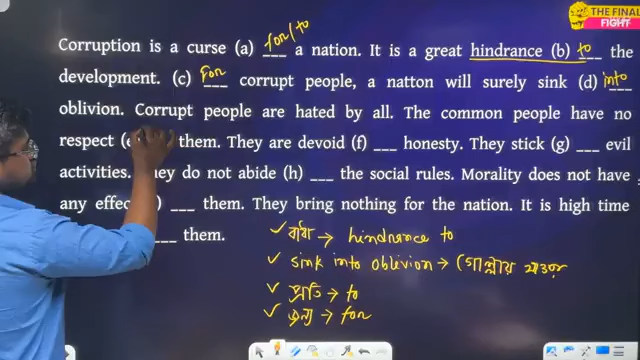 THE FINAL
FIGHT
for/to
Corruption is a curse (a) ___ a nation. It is a great hindrance (b) to the
development. (c) For corrupt people, a natton will surely sink (d) into
oblivion. Corrupt people are hated by all. The common people have no
respect (e them. They are devoid (f) ___ honesty. They stick (g) ___ evil
activities. They do not abide (h) ___ the social rules. Morality does not have
any effec ) ___ them. They bring nothing for the nation. It is high time
___ them.
✓ বাধা → hindrance to
✓ sink into oblivion → (গোল্লায় যাওয়া
✓ প্রতি → to
✓ জন্য → for